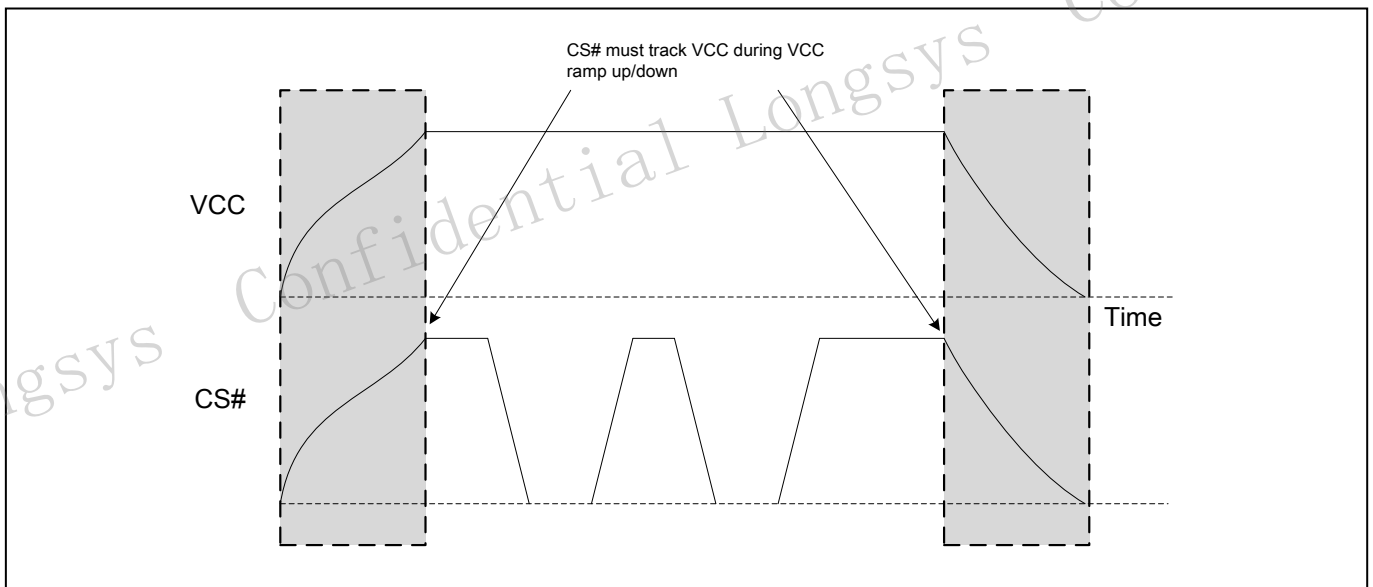 CS# must track VCC during VCC
ramp up/down
Confidential Longsys
VCC
Time
CS#